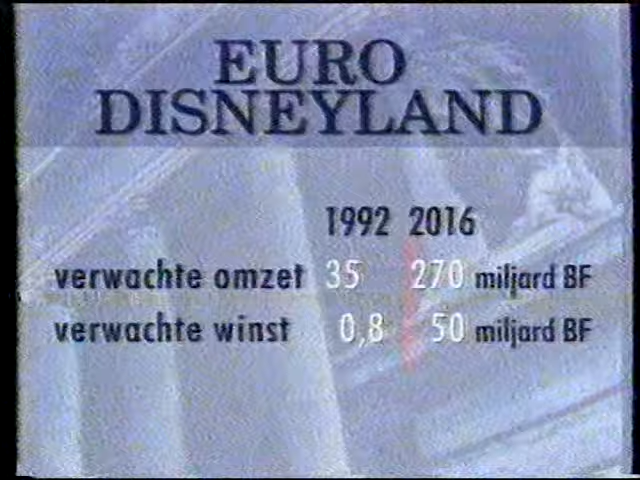 EURO
DISNEYLAND
1992 2016
verwachte omzet 35 270 miljard BF
verwachte winst 0,8 50 miljard BF